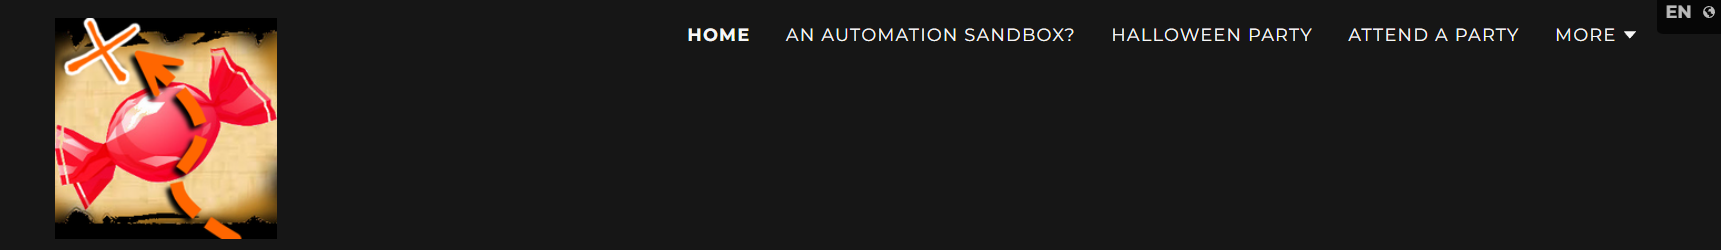 HOME AN AUTOMATION SANDBOX? HALLOWEEN PARTY ATTEND A PARTY MORE EN